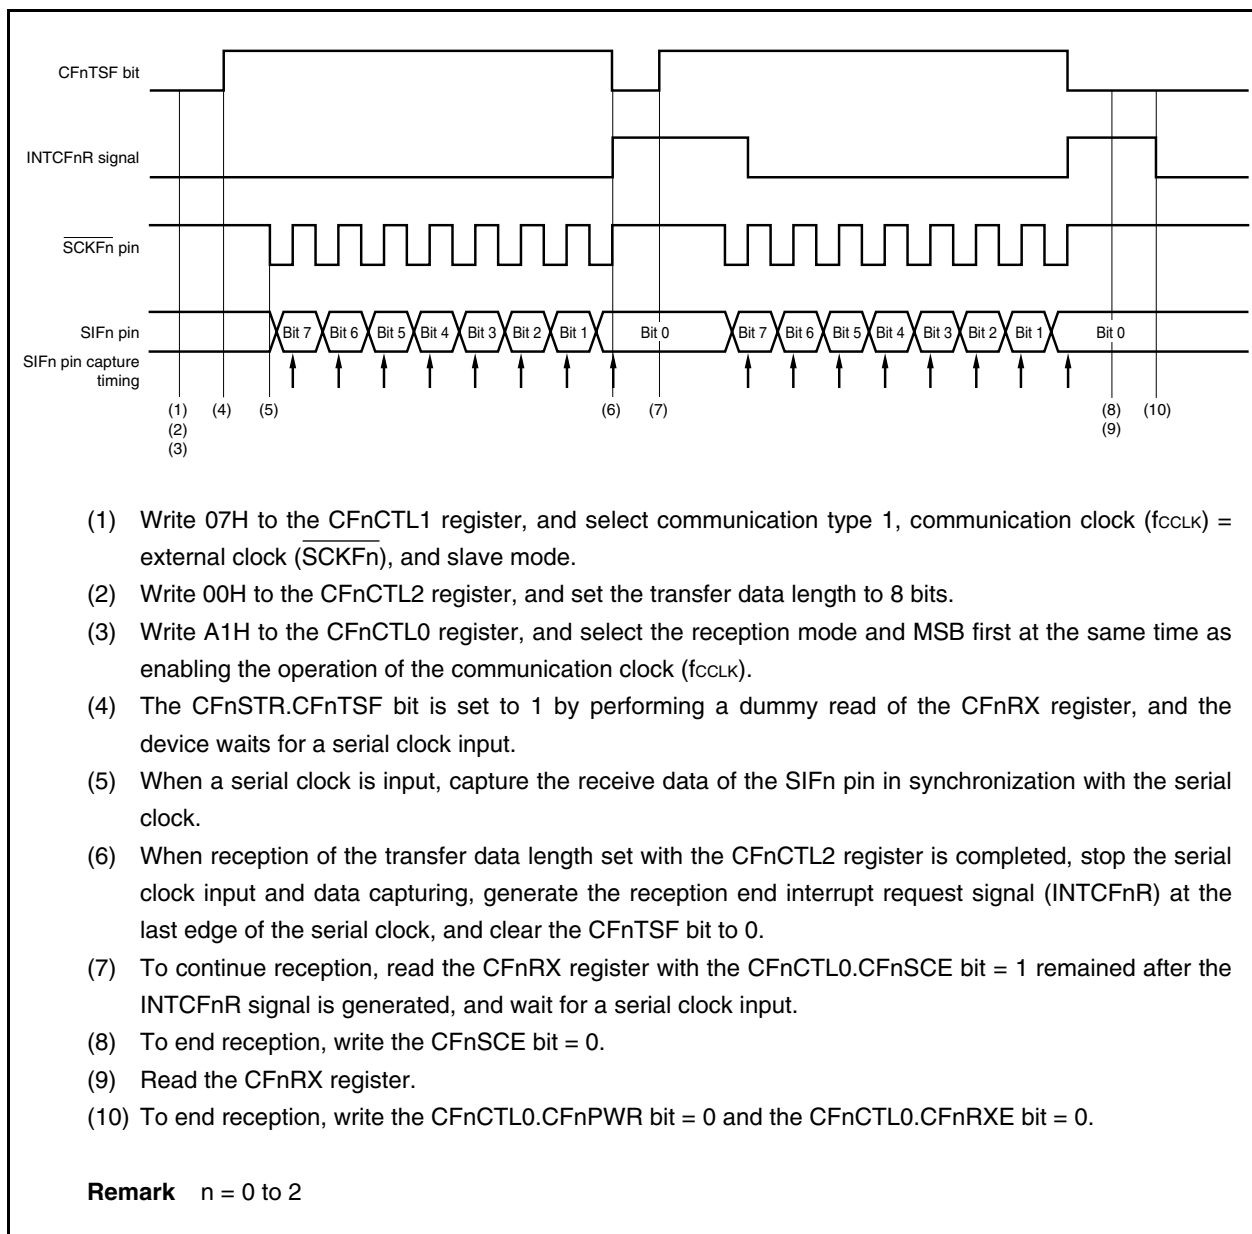 CFnTSF bit
INTCFnR signal
SCKFn pin
SIFn pin
Bit 7 Bit 6 Bit 5 Bit 4 Bit 3 Bit 2 Bit 1 Bit 0 Bit 7 Bit 6 Bit 5 Bit 4 Bit 3 Bit 2 Bit 1 Bit 0
SIFn pin capture
timing
(1) (4) (5) (6) (7) (8) (10)
(2) (9)
(3)
(1) Write 07H to the CFnCTL1 register, and select communication type 1, communication clock (fCCLK) =
external clock (SCKFn), and slave mode.
(2) Write 00H to the CFnCTL2 register, and set the transfer data length to 8 bits.
(3) Write A1H to the CFnCTL0 register, and select the reception mode and MSB first at the same time as
enabling the operation of the communication clock (fCCLK).
(4) The CFnSTR.CFnTSF bit is set to 1 by performing a dummy read of the CFnRX register, and the
device waits for a serial clock input.
(5) When a serial clock is input, capture the receive data of the SIFn pin in synchronization with the serial
clock.
(6) When reception of the transfer data length set with the CFnCTL2 register is completed, stop the serial
clock input and data capturing, generate the reception end interrupt request signal (INTCFnR) at the
last edge of the serial clock, and clear the CFnTSF bit to 0.
(7) To continue reception, read the CFnRX register with the CFnCTL0.CFnSCE bit = 1 remained after the
INTCFnR signal is generated, and wait for a serial clock input.
(8) To end reception, write the CFnSCE bit = 0.
(9) Read the CFnRX register.
(10) To end reception, write the CFnCTL0.CFnPWR bit = 0 and the CFnCTL0.CFnRXE bit = 0.
Remark n = 0 to 2